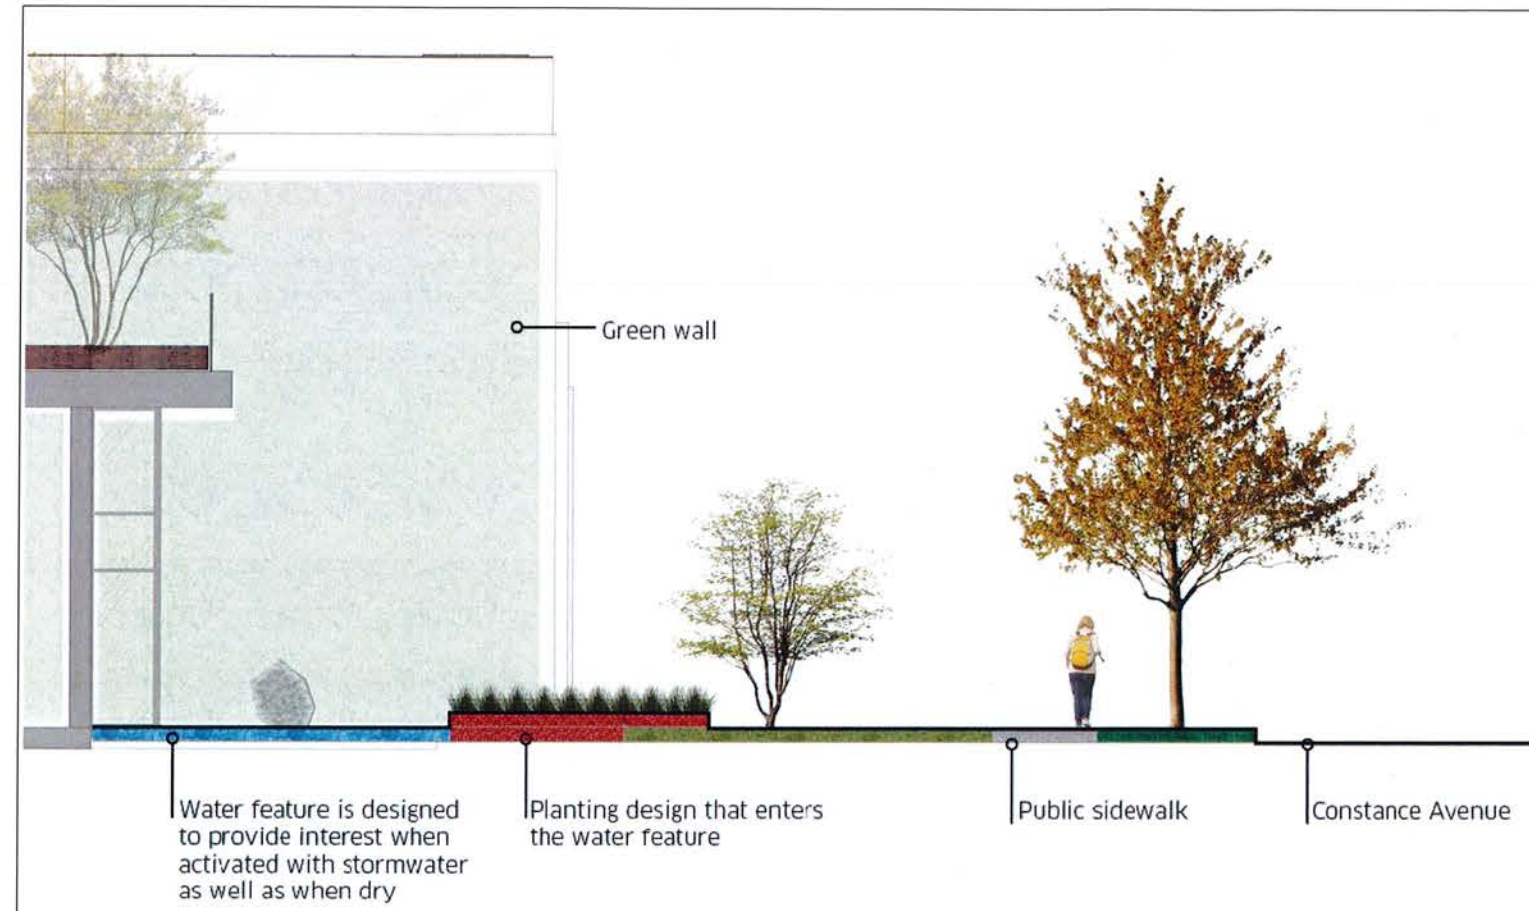 Green wall
Water feature is designed
to provide interest when
activated with stormwater
as well as when dry
Planting design that enters
the water feature
Public sidewalk
Constance Avenue